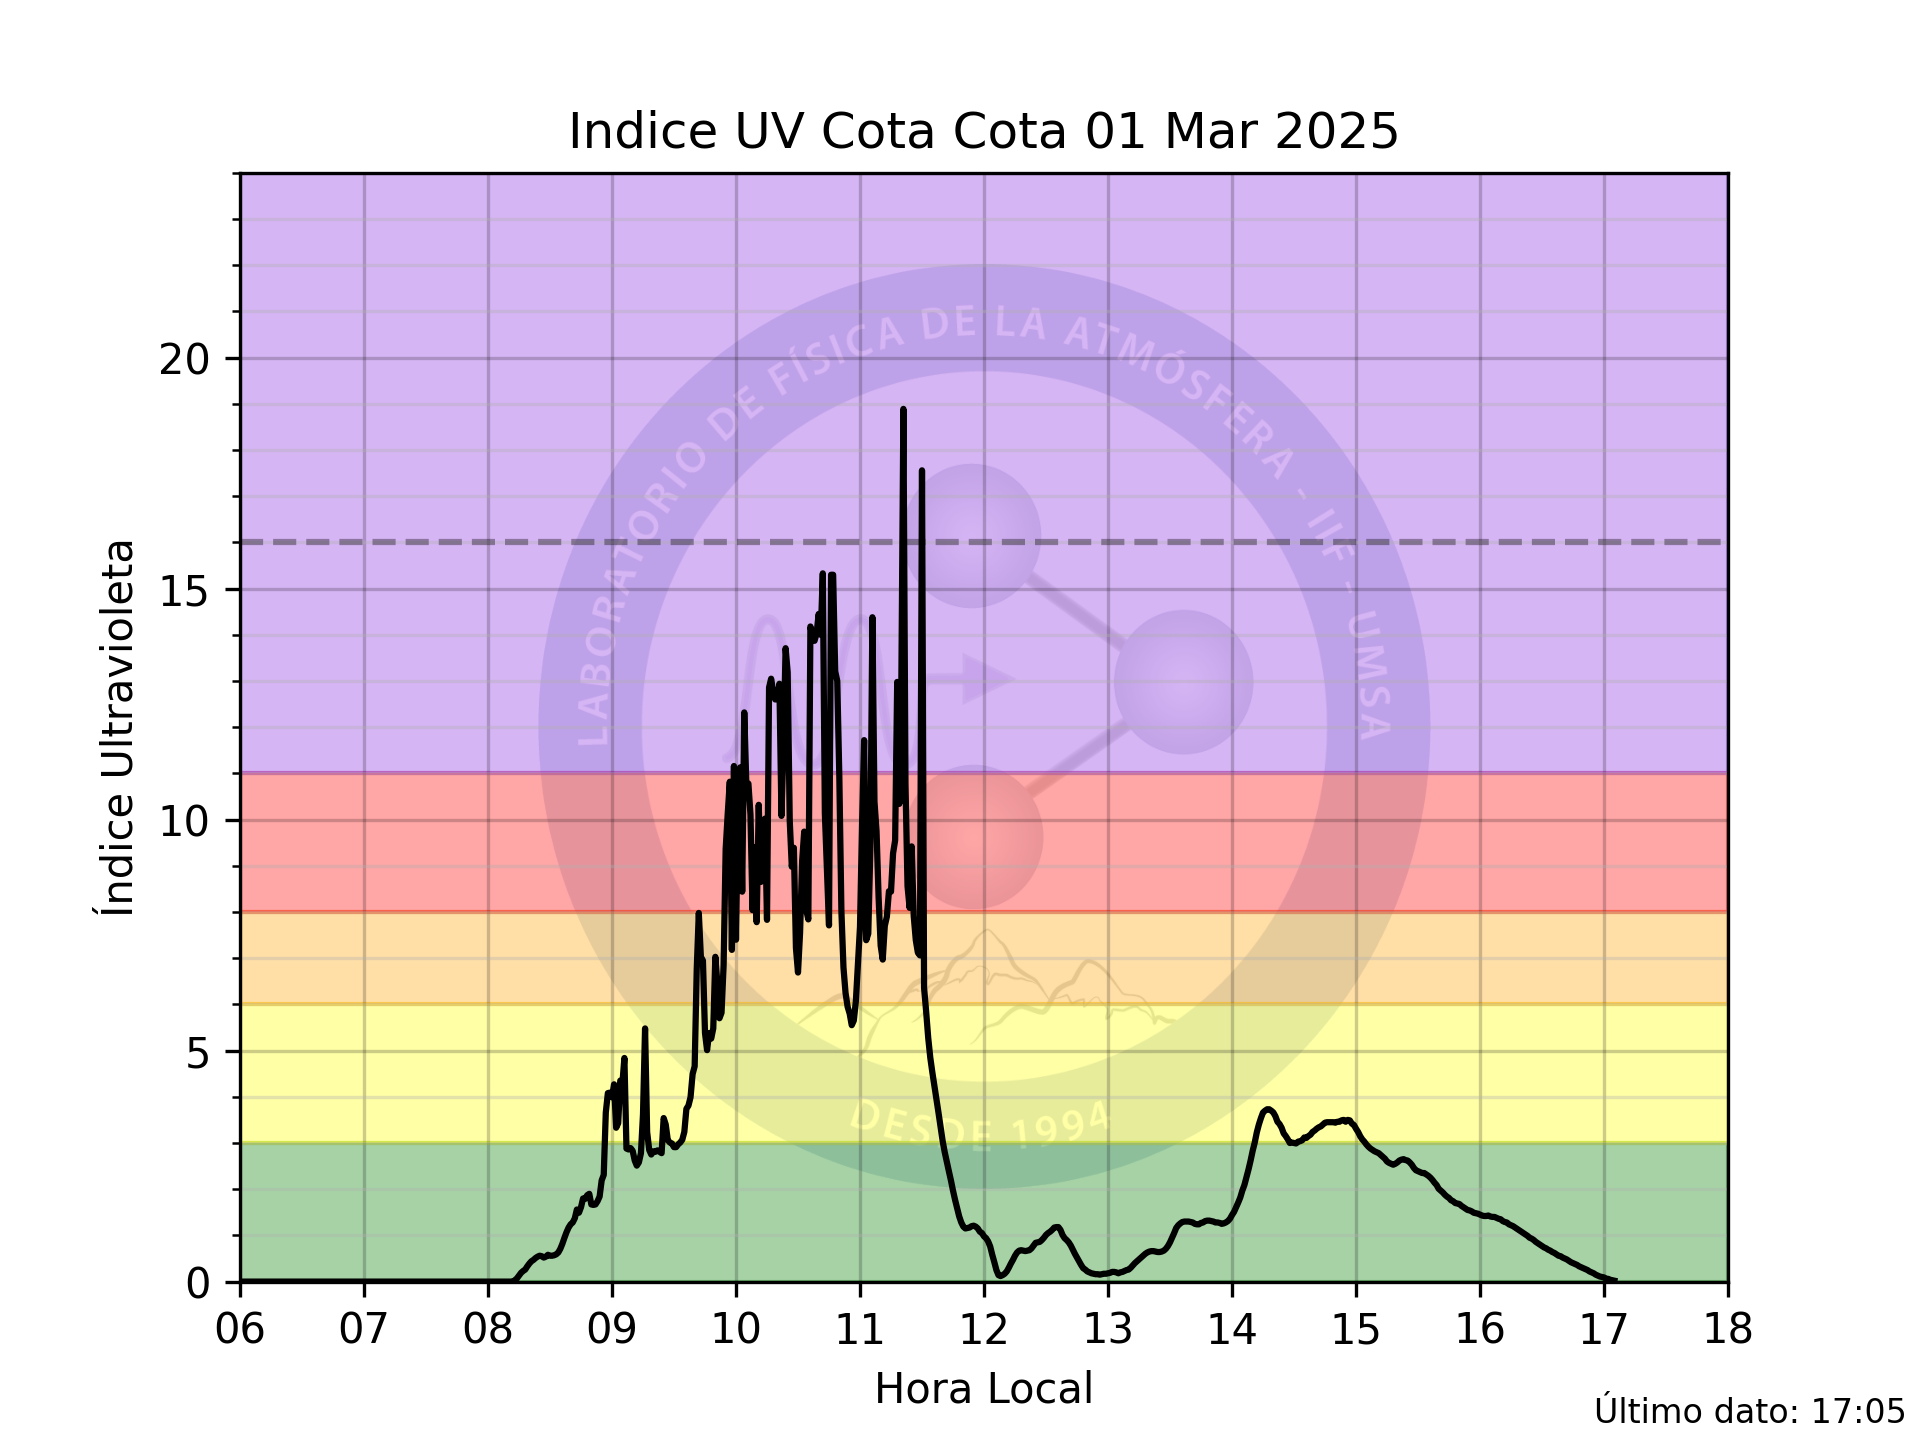 Indice UV Cota Cota 01 Mar 2025
Índice Ultravioleta
20
15
10
5
0
LABORATORIO DE FÍSICA DE LA ATMÓSFERA - IIF - UMSA
DESDE 1994
06 07 08 09 10 11 12 13 14 15 16 17 18
Hora Local
Último dato: 17:05